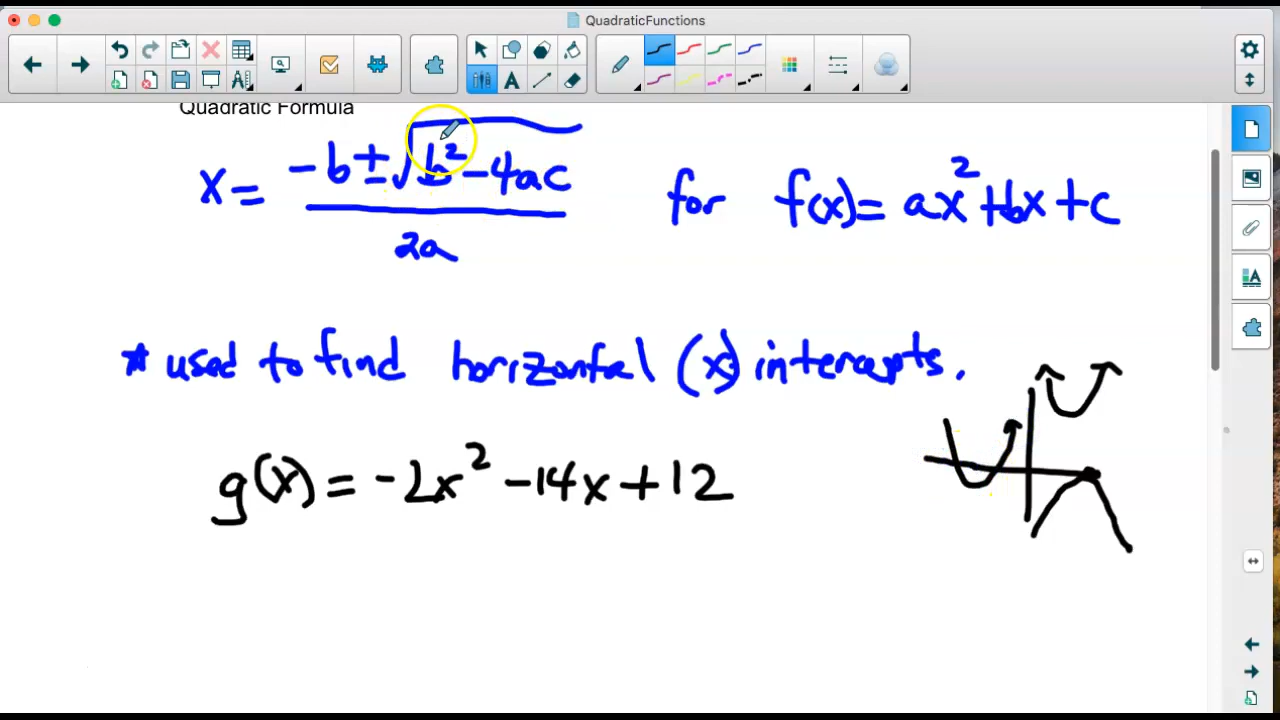 QuadraticFunctions
Quadratic Formula
x = -b ± √b² - 4ac / 2a for f(x) = ax² + bx + c
* used to find horizontal (x) intercepts.
g(x) = -2x² - 14x + 12